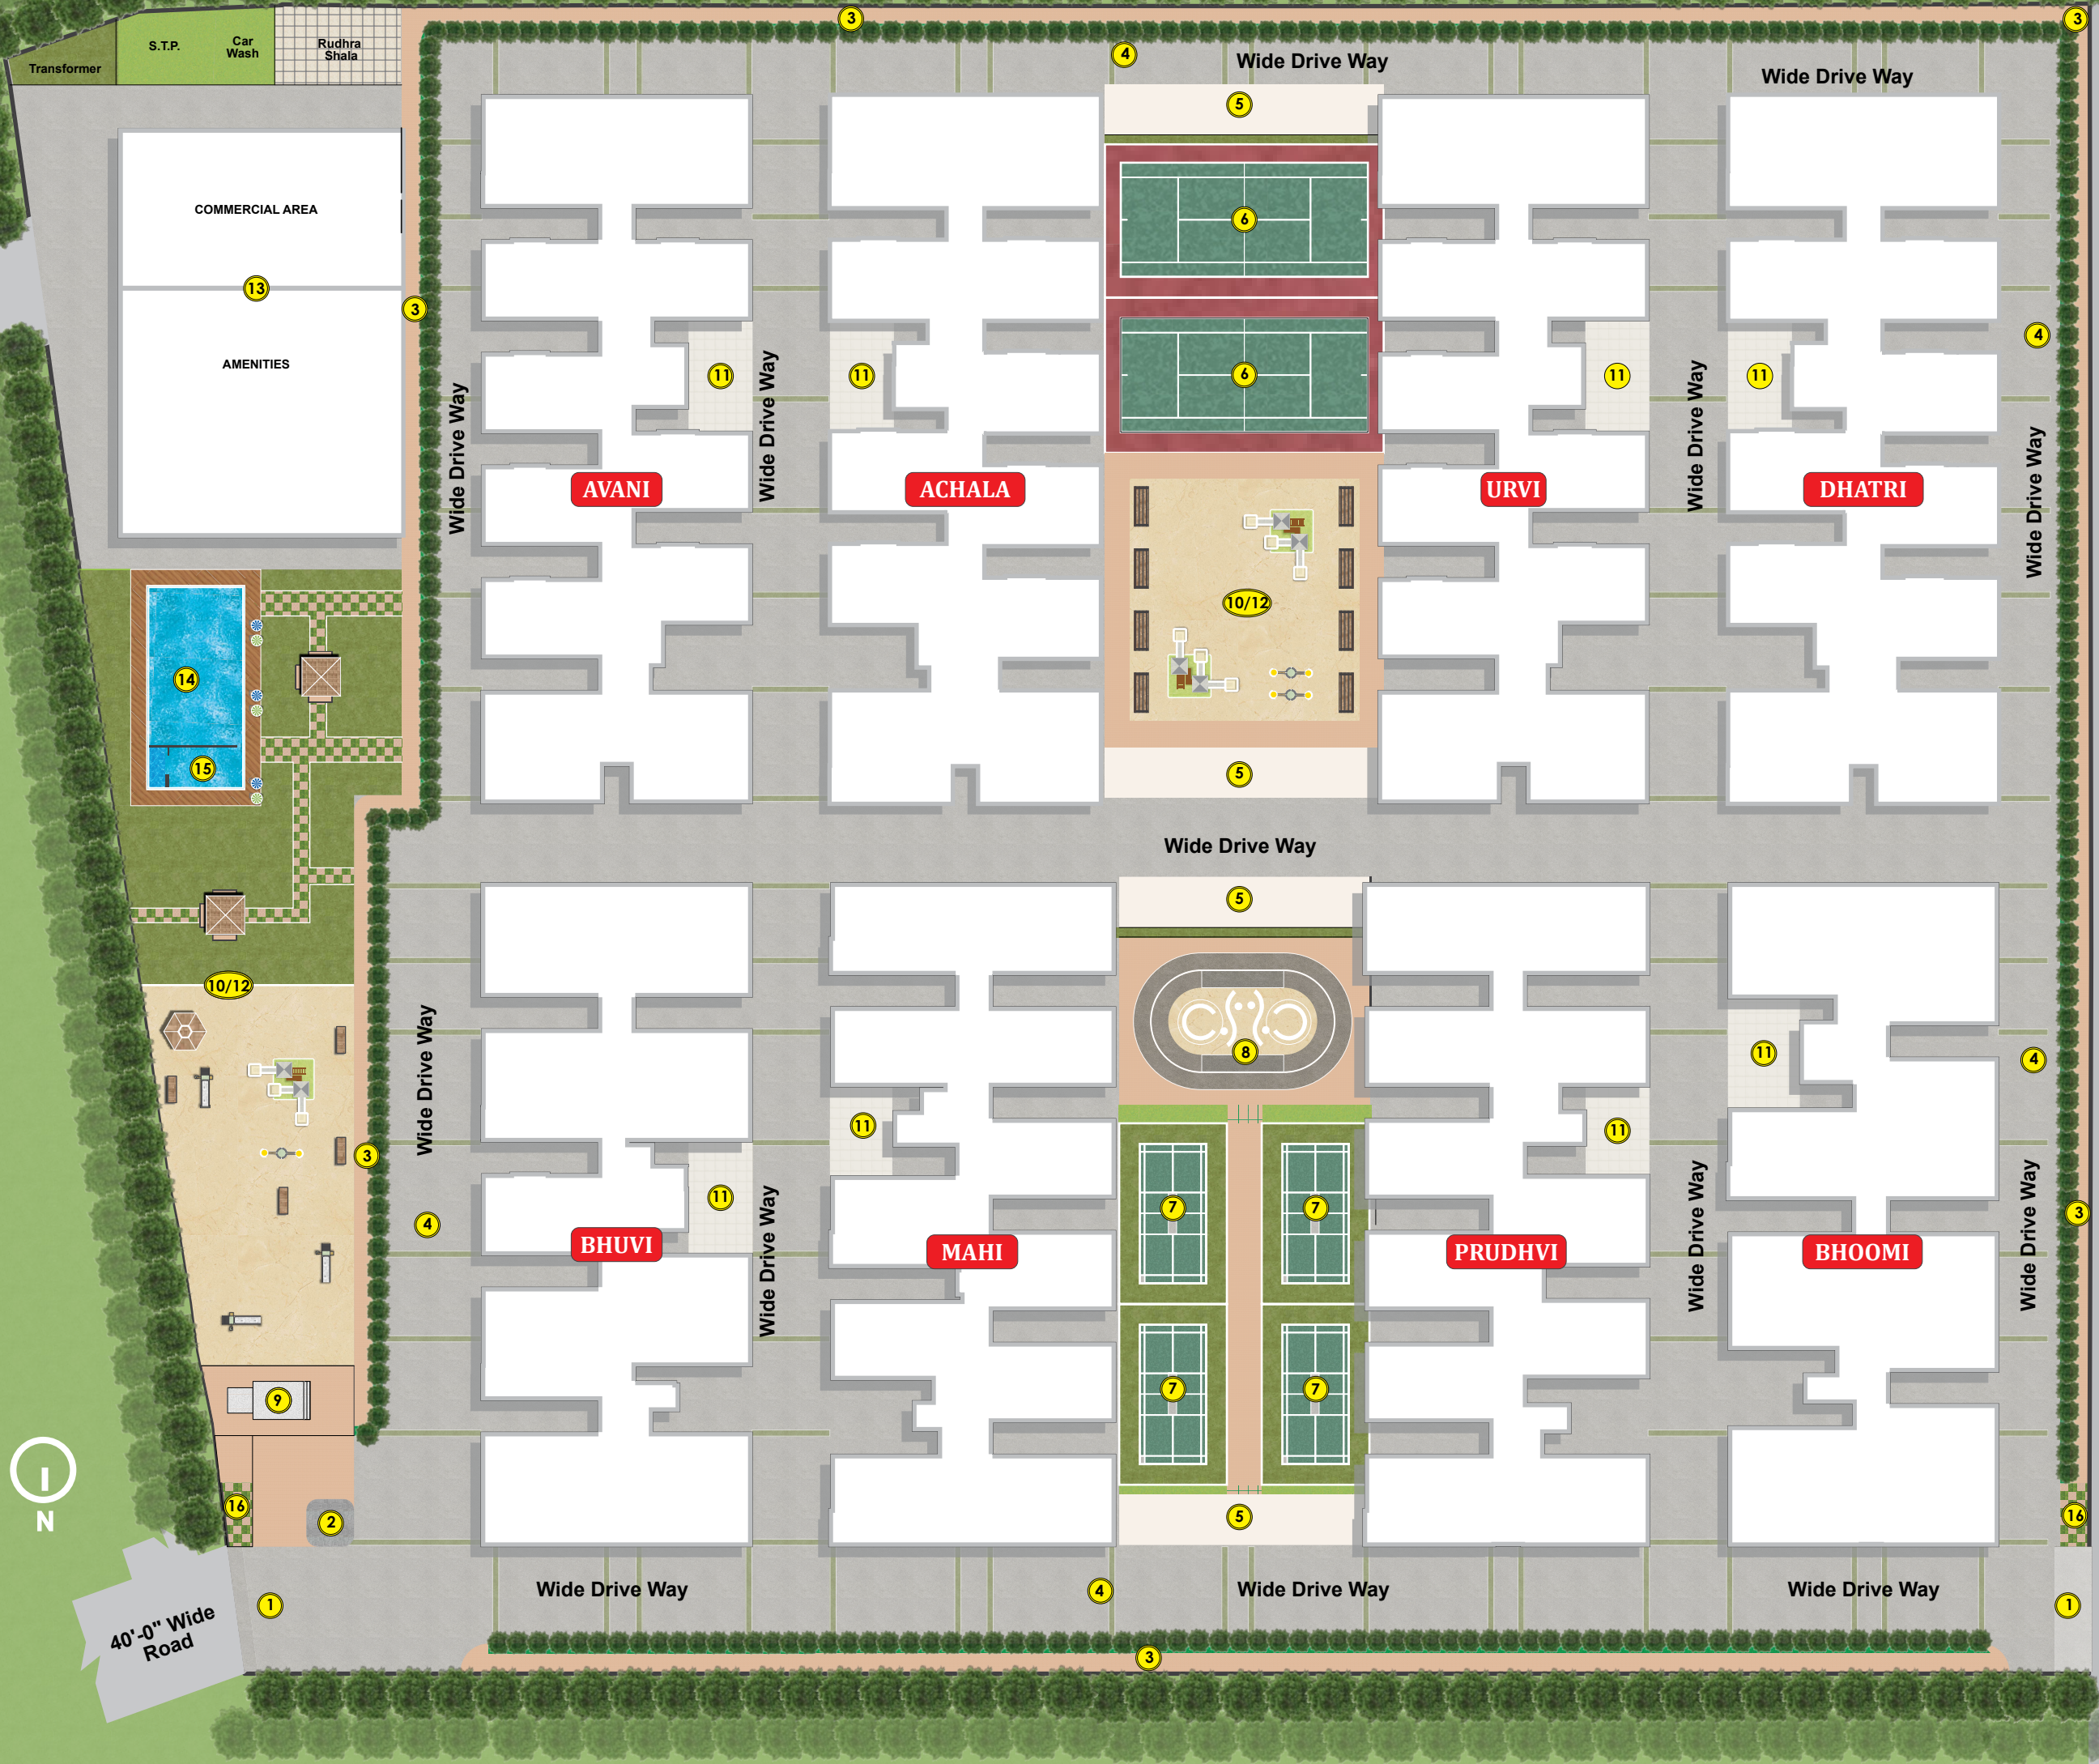 3
3
S.T.P.
Car
Wash
Rudhra
Shala
Transformer
4
Wide Drive Way
Wide Drive Way
5
COMMERCIAL AREA
6
13
3
4
AMENITIES
6
11
11
11
11
Wide Drive Way
Wide Drive Way
Wide Drive Way
Wide Drive Way
AVANI
ACHALA
URVI
DHATRI
10/12
14
15
5
Wide Drive Way
5
10/12
8
11
4
Wide Drive Way
11
11
3
11
7
7
3
4
Wide Drive Way
Wide Drive Way
Wide Drive Way
BHUVI
MAHI
PRUDHVI
BHOOMI
9
7
7
I
N
16
2
5
16
Wide Drive Way
4
Wide Drive Way
Wide Drive Way
1
1
40'-0" Wide
Road
3